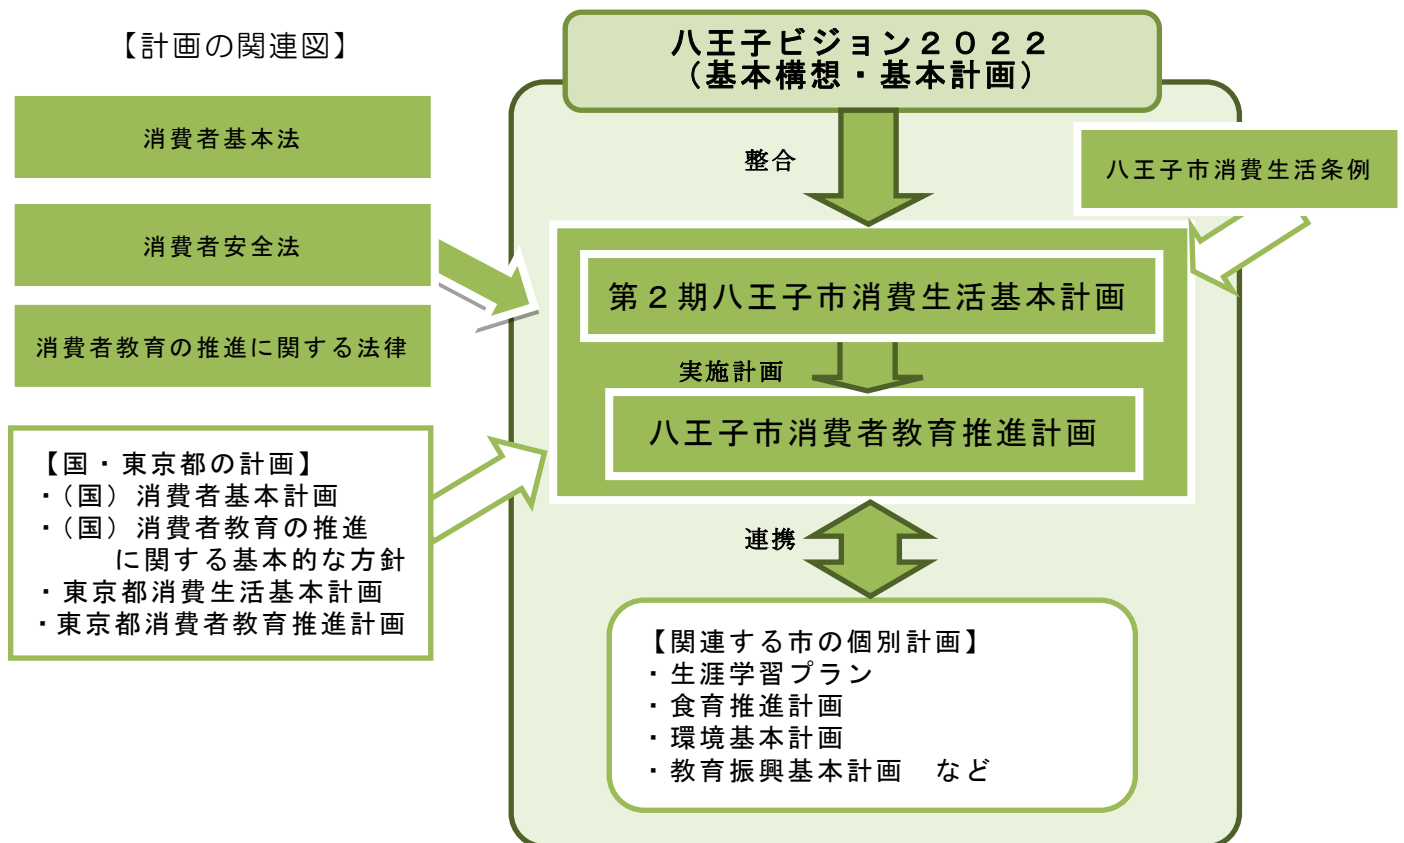 【計画の関連図】
八王子ビジョン２０２２
（基本構想・基本計画）
消費者基本法
消費者安全法
消費者教育の推進に関する法律
【国・東京都の計画】
・（国）消費者基本計画
・（国）消費者教育の推進
に関する基本的な方針
・東京都消費生活基本計画
・東京都消費者教育推進計画
整合
八王子市消費生活条例
第２期八王子市消費生活基本計画
実施計画
八王子市消費者教育推進計画
連携
【関連する市の個別計画】
・生涯学習プラン
・食育推進計画
・環境基本計画
・教育振興基本計画　など